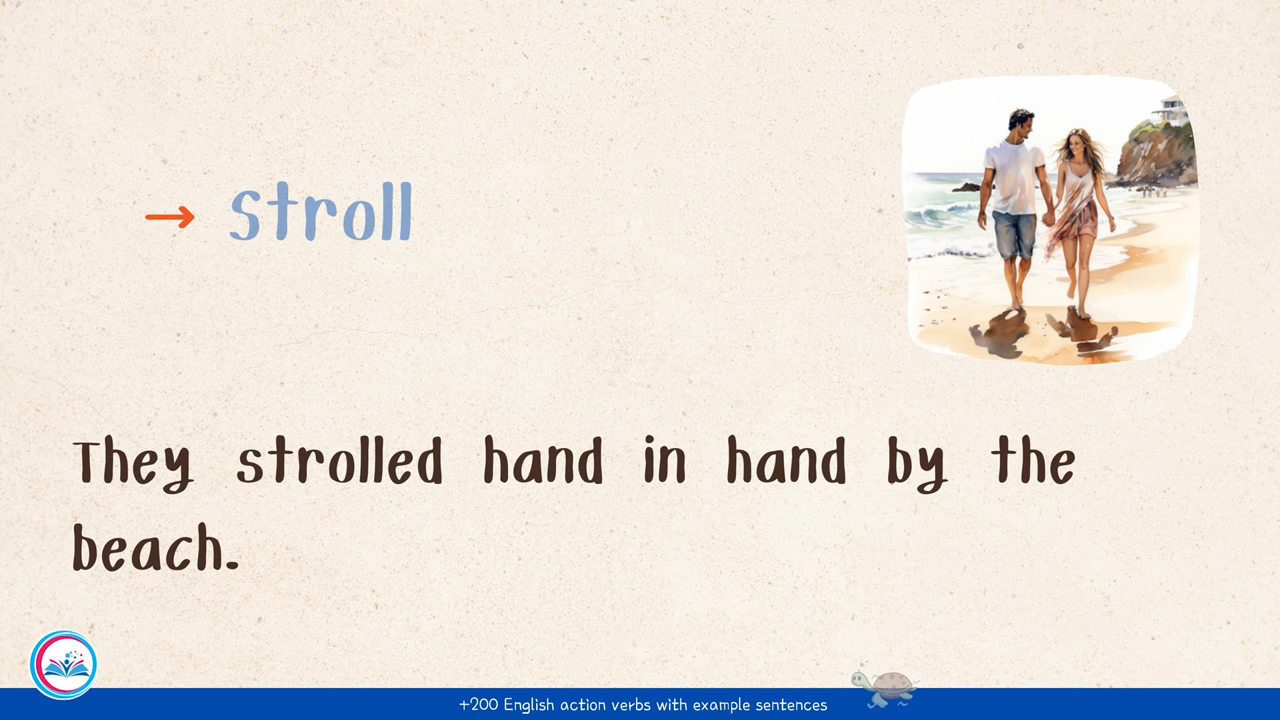 → stroll
They strolled hand in hand by the
beach.
+200 English action verbs with example sentences